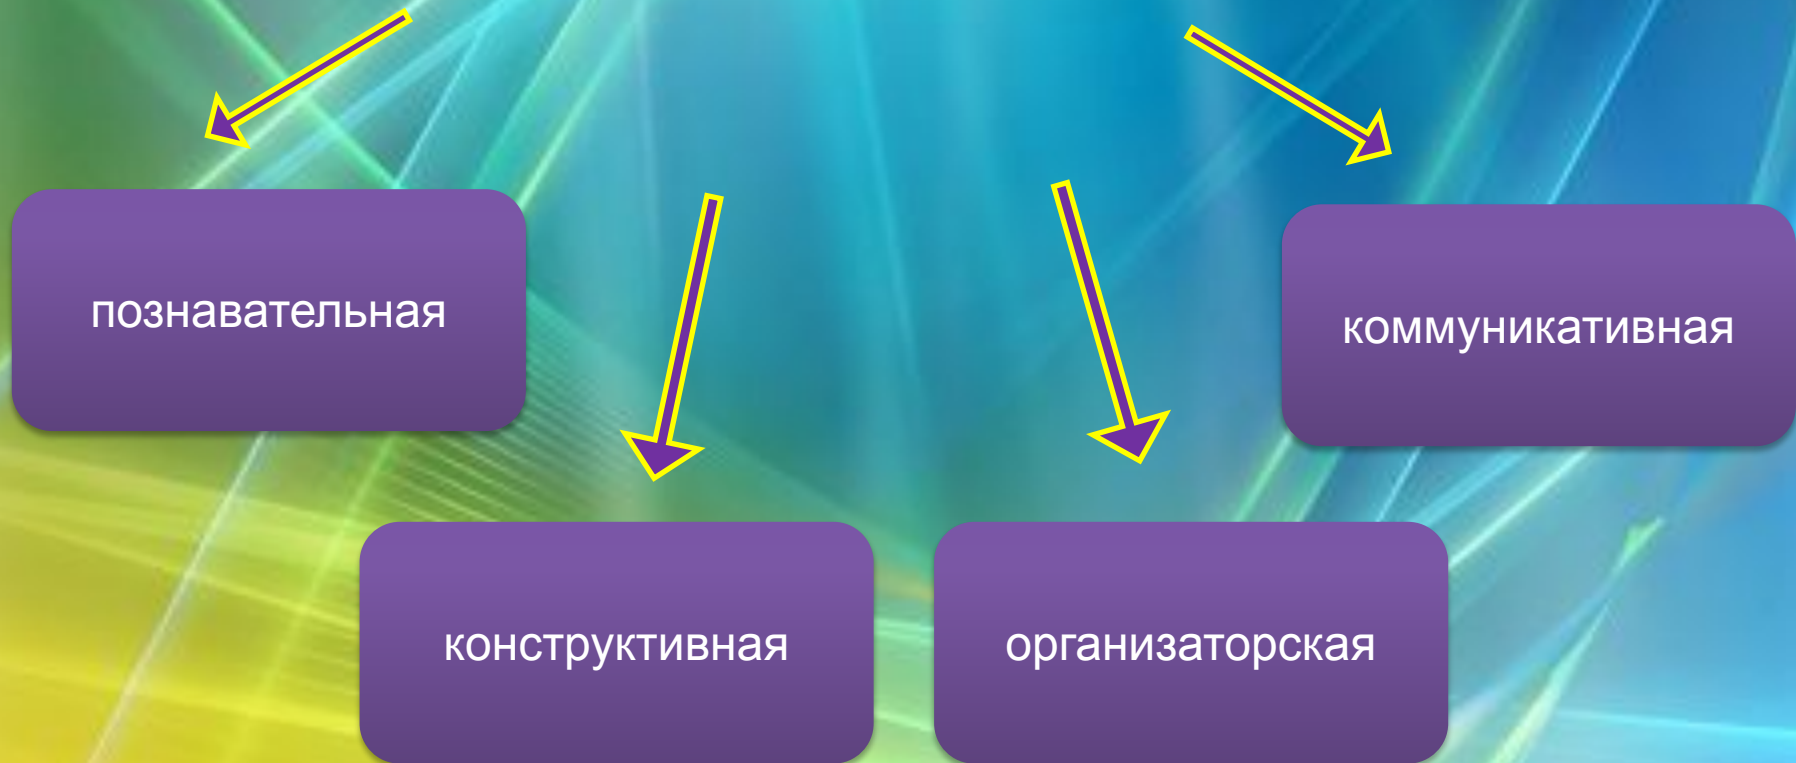 познавательная
коммуникативная
конструктивная
организаторская